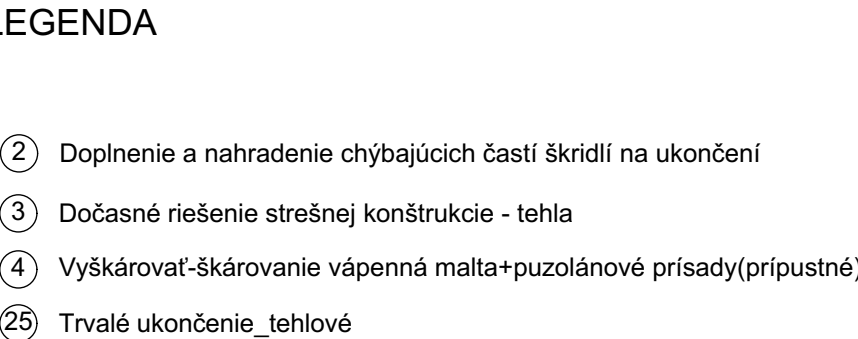 LEGENDA
2 Doplnenie a nahradenie chýbajúcich častí škridlí na ukončení
3 Dočasné riešenie strešnej konštrukcie - tehla
4 Vyškárovať-škárovanie vápenná malta+puzolánové prísady(prípustné)
25 Trvalé ukončenie_tehlové